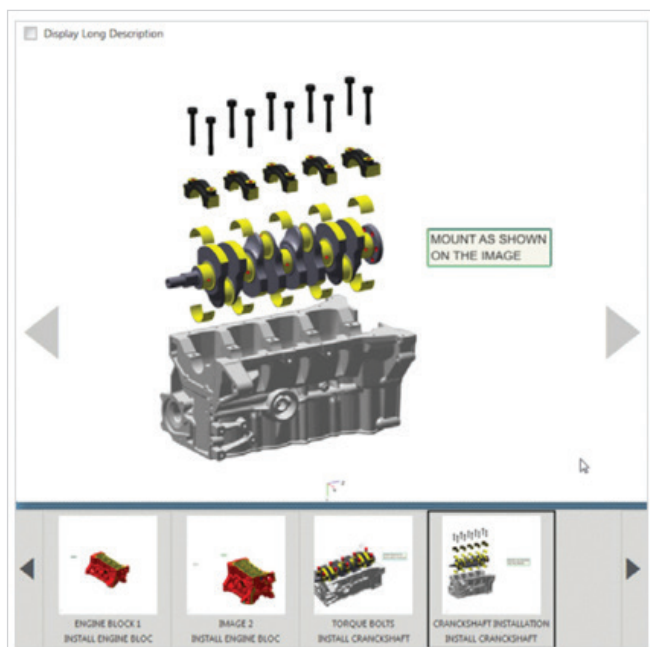 Display Long Description
MOUNT AS SHOWN
ON THE IMAGE
ENGINE BLOCK 1
INSTALL ENGINE BLOC
IMAGE 2
INSTALL ENGINE BLOC
TORQUE BOLTS
INSTALL CRANCKSHAFT
CRANCKSHAFT INSTALLATION
INSTALL CRANCKSHAFT